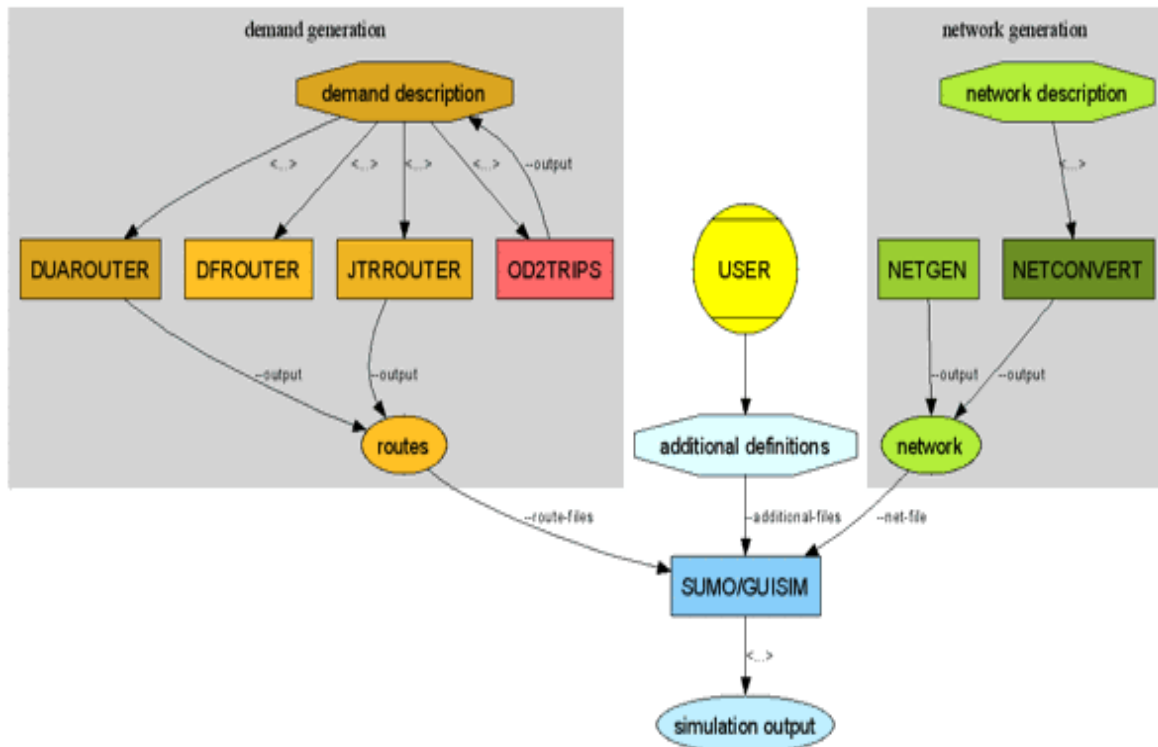 demand generation
network generation
demand description
network description
<...>
<...>
<...>
<...>
--output
<...>
DUAROUTER
DFROUTER
JTRROUTER
OD2TRIPS
USER
NETGEN
NETCONVERT
--output
--output
--output
--output
routes
additional definitions
network
--route-files
--additional-files
--net-file
SUMO/GUISIM
<...>
simulation output